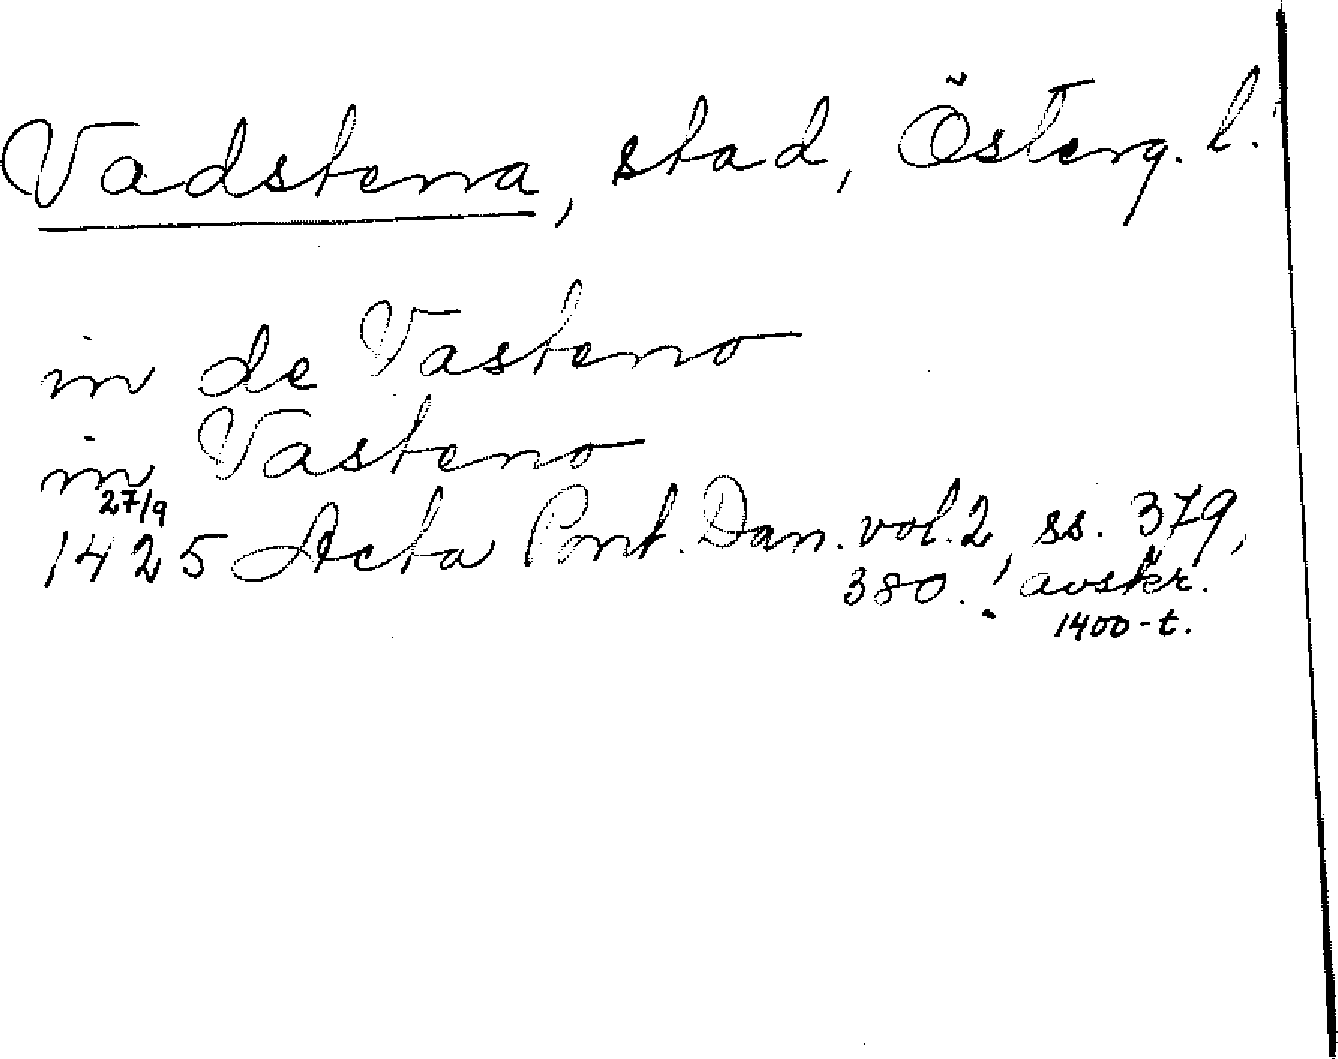 Vadstena, stad, Österg. l.
in de Vasteno
in Vasteno
27/9
1425 Acta Pont. Dan. vol. 2, ss. 379,
380. ; avskr.
1400-t.